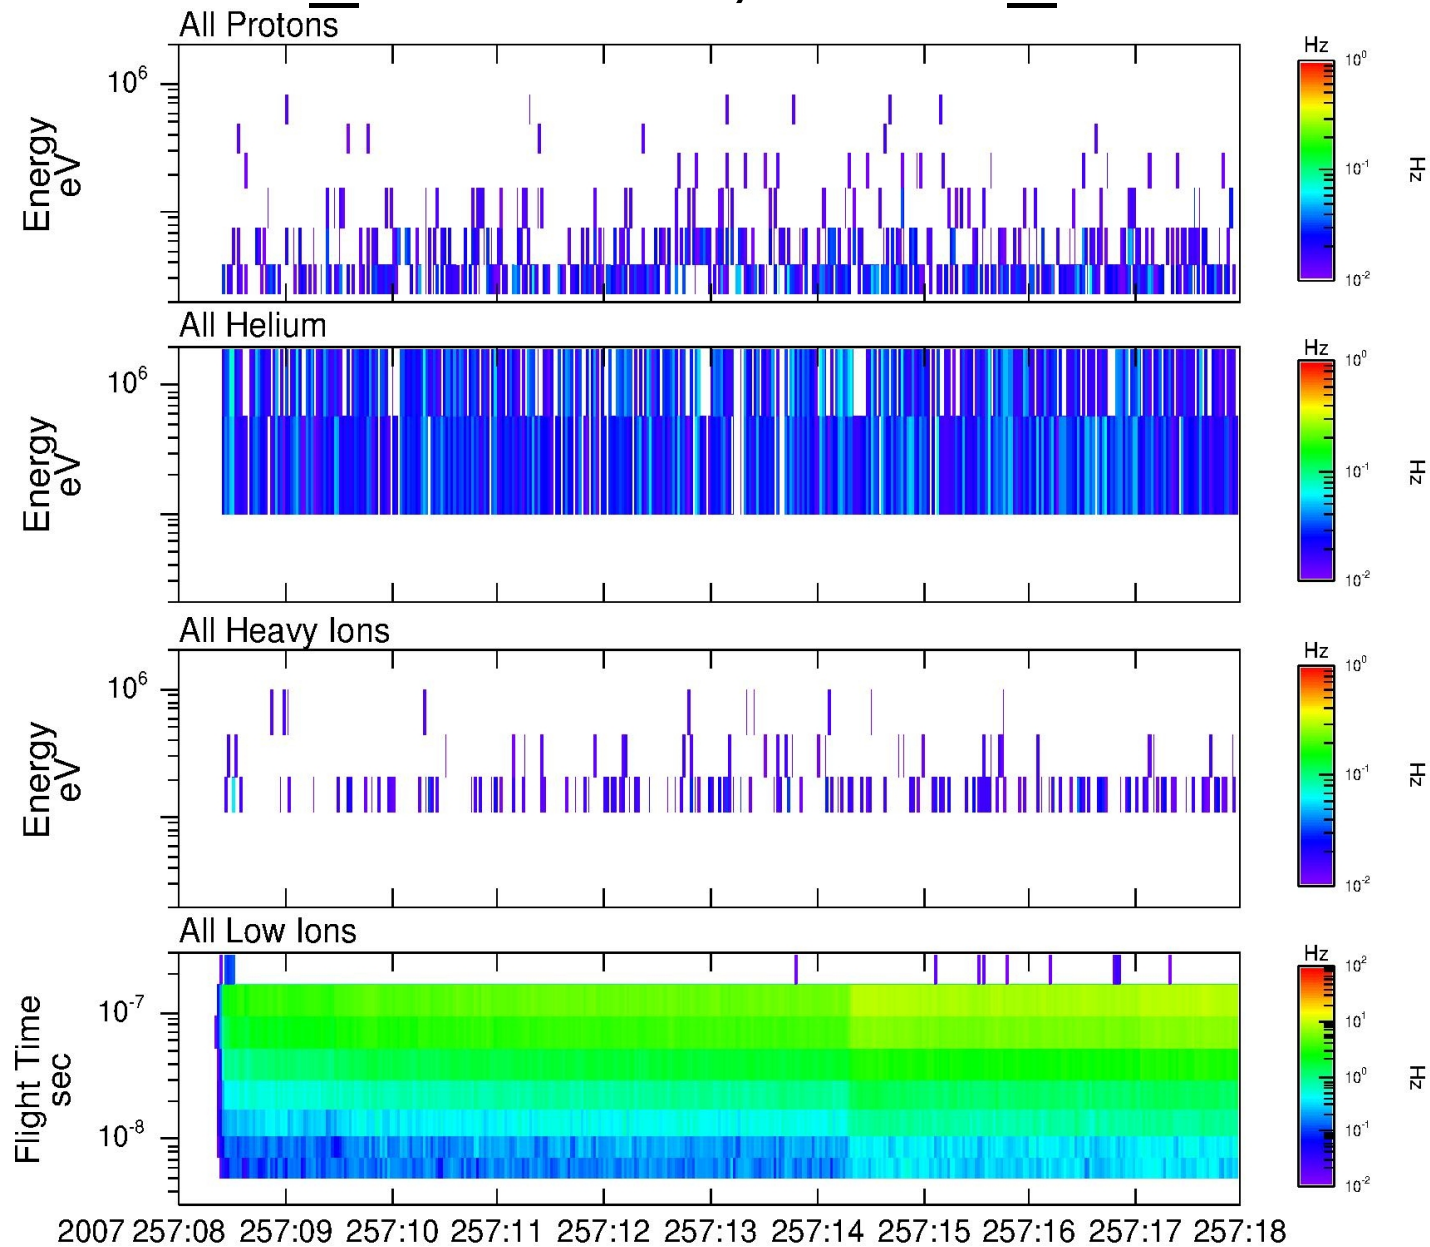 All Protons
Hz
10^6
10^0
Energy
eV
10^-1
Hz
10^-2
All Helium
Hz
10^6
10^0
Energy
eV
10^-1
Hz
10^-2
All Heavy Ions
Hz
10^6
10^0
Energy
eV
10^-1
Hz
10^-2
All Low Ions
Hz
10^2
10^-7
10^1
Flight Time
sec
10^0
Hz
10^-8
10^-1
10^-2
2007 257:08 257:09 257:10 257:11 257:12 257:13 257:14 257:15 257:16 257:17 257:18